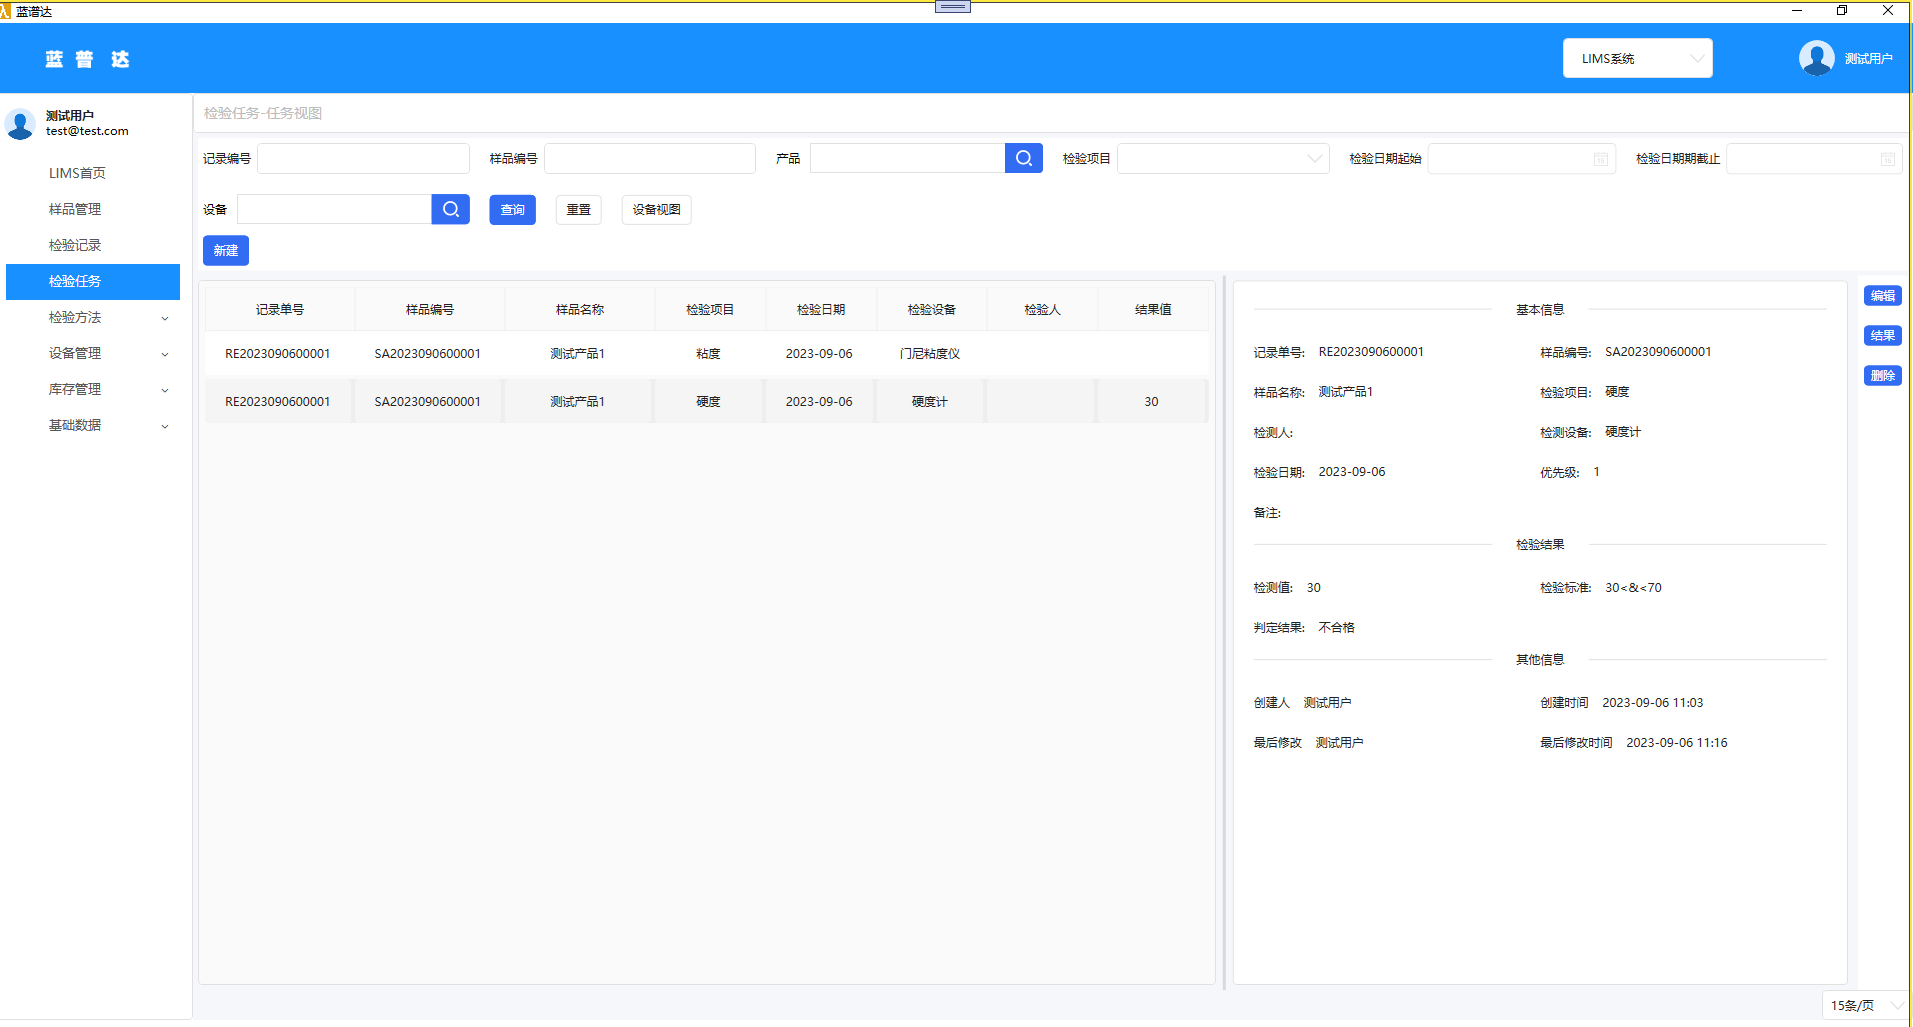 蓝谱达
蓝普达
LIMS系统
测试用户
测试用户
test@test.com
LIMS首页
样品管理
检验记录
检验任务
检验方法
设备管理
库存管理
基础数据
检验任务-任务视图
记录编号 样品编号 产品 检验项目 检验日期起始 检验日期期截止
设备 查询 重置 设备视图
新建
记录单号 样品编号 样品名称 检验项目 检验日期 检验设备 检验人 结果值
RE2023090600001 SA2023090600001 测试产品1 粘度 2023-09-06 门尼粘度仪
RE2023090600001 SA2023090600001 测试产品1 硬度 2023-09-06 硬度计 30
基本信息
记录单号: RE2023090600001 样品编号: SA2023090600001
样品名称: 测试产品1 检验项目: 硬度
检测人: 检测设备: 硬度计
检验日期: 2023-09-06 优先级: 1
备注:
检验结果
检测值: 30 检验标准: 30<&<70
判定结果: 不合格
其他信息
创建人 测试用户 创建时间 2023-09-06 11:03
最后修改 测试用户 最后修改时间 2023-09-06 11:16
编辑
结果
删除
15条/页